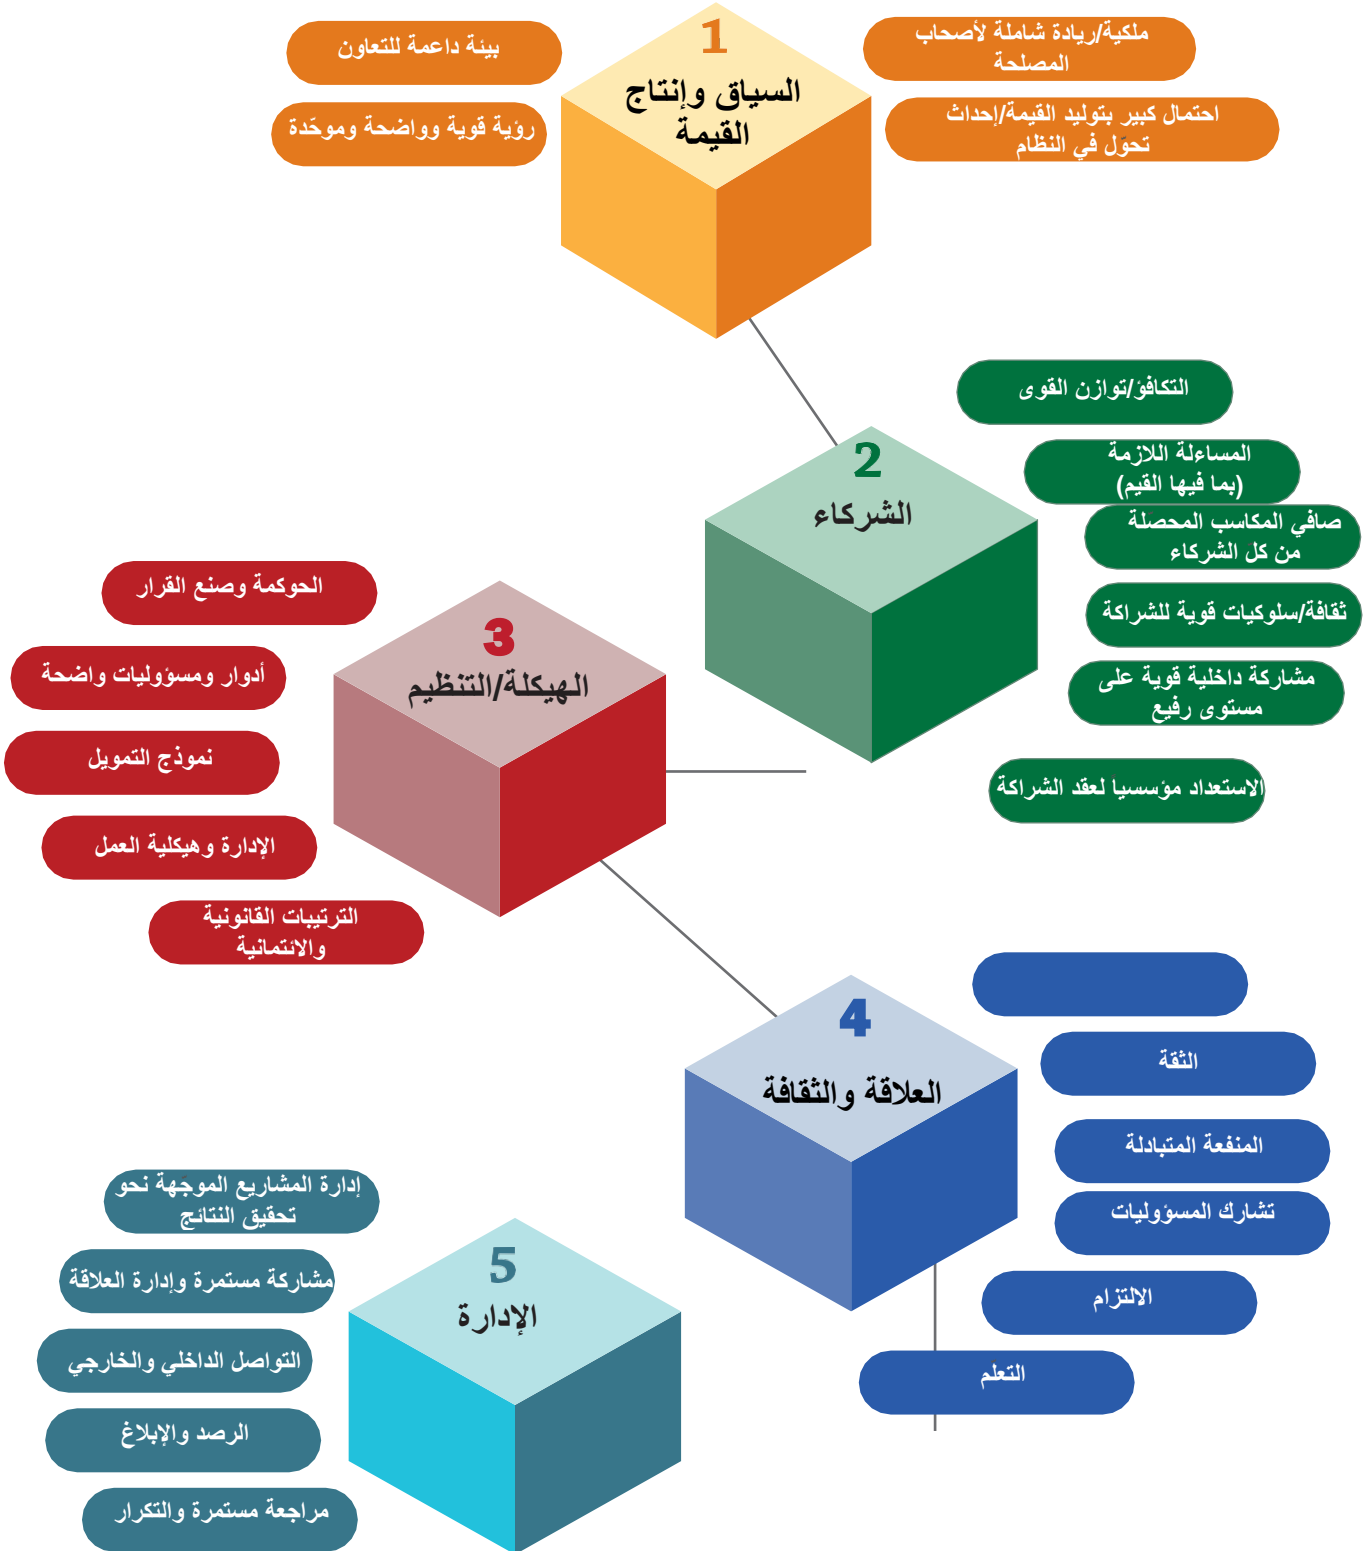 1
السياق وإنتاج
القيمة
ملكية/ريادة شاملة لأصحاب
المصلحة
احتمال كبير بتوليد القيمة/إحداث
تحوّل في النظام
بيئة داعمة للتعاون
رؤية قوية وواضحة وموحّدة
2
الشركاء
التكافؤ/توازن القوى
المساءلة اللازمة
(بما فيها القيم)
صافي المكاسب المحصّلة
من كل الشركاء
ثقافة/سلوكيات قوية للشراكة
مشاركة داخلية قوية على
مستوى رفيع
الاستعداد مؤسسيا لعقد الشراكة
3
الهيكلة/التنظيم
الحوكمة وصنع القرار
أدوار ومسؤوليات واضحة
نموذج التمويل
الإدارة وهيكلية العمل
الترتيبات القانونية
والائتمانية
4
العلاقة والثقافة
الثقة
المنفعة المتبادلة
تشارك المسؤوليات
الالتزام
التعلم
5
الإدارة
إدارة المشاريع الموجّهة نحو
تحقيق النتائج
مشاركة مستمرة وإدارة العلاقة
التواصل الداخلي والخارجي
الرصد والإبلاغ
مراجعة مستمرة والتكرار